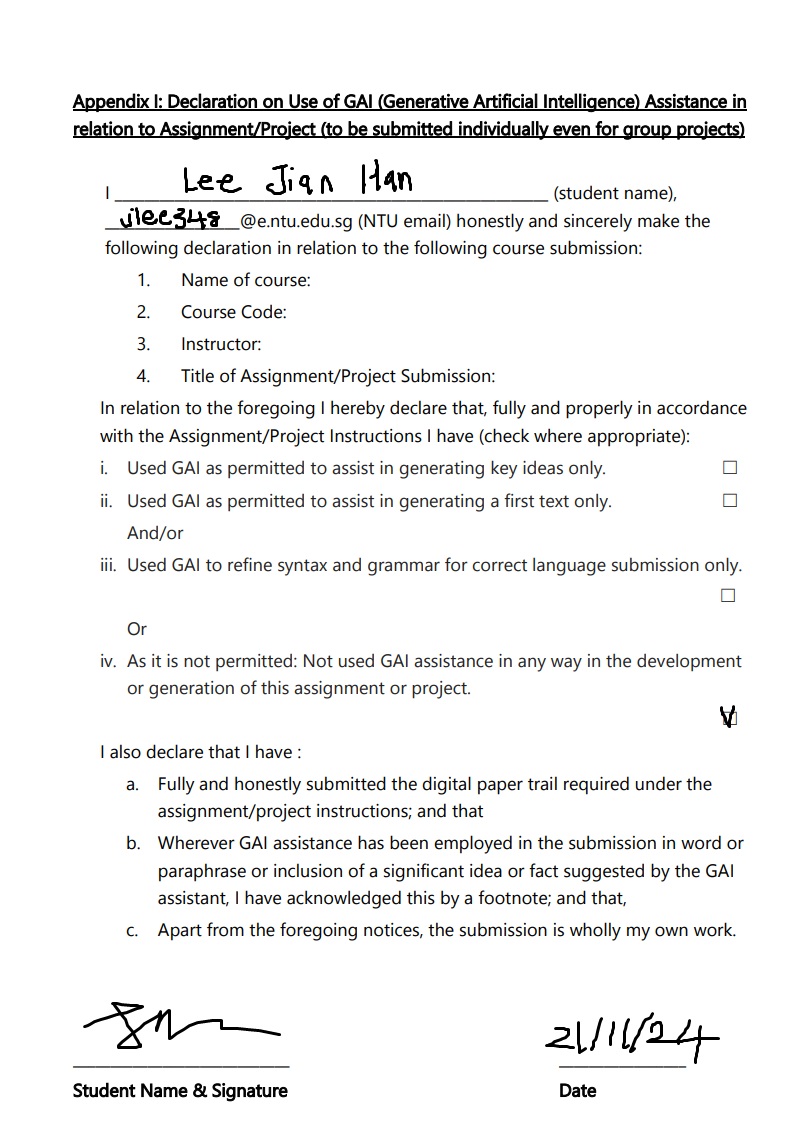 Appendix I: Declaration on Use of GAI (Generative Artificial Intelligence) Assistance in
relation to Assignment/Project (to be submitted individually even for group projects)
I Lee Jian Han (student name),
jlee348@e.ntu.edu.sg (NTU email) honestly and sincerely make the
following declaration in relation to the following course submission:
1. Name of course:
2. Course Code:
3. Instructor:
4. Title of Assignment/Project Submission:
In relation to the foregoing I hereby declare that, fully and properly in accordance
with the Assignment/Project Instructions I have (check where appropriate):
i. Used GAI as permitted to assist in generating key ideas only. ☐
ii. Used GAI as permitted to assist in generating a first text only. ☐
And/or
iii. Used GAI to refine syntax and grammar for correct language submission only.
☐
Or
iv. As it is not permitted: Not used GAI assistance in any way in the development
or generation of this assignment or project.
☑
I also declare that I have :
a. Fully and honestly submitted the digital paper trail required under the
assignment/project instructions; and that
b. Wherever GAI assistance has been employed in the submission in word or
paraphrase or inclusion of a significant idea or fact suggested by the GAI
assistant, I have acknowledged this by a footnote; and that,
c. Apart from the foregoing notices, the submission is wholly my own work.
21/11/24
Student Name & Signature Date